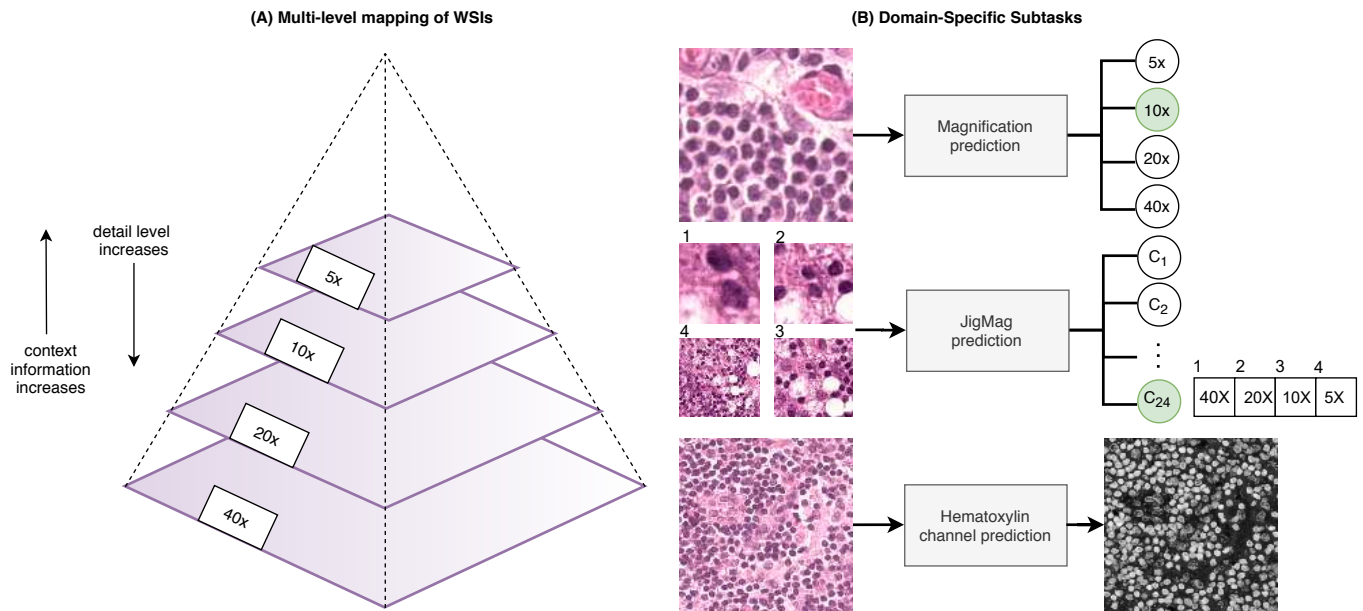 (A) Multi-level mapping of WSIs
detail level
increases
context
information
increases
5x
10x
20x
40x
(B) Domain-Specific Subtasks
Magnification
prediction
5x
10x
20x
40x
1
2
4
3
JigMag
prediction
C1
C2
⋮
C24
1 2 3 4
40X 20X 10X 5X
Hematoxylin
channel prediction